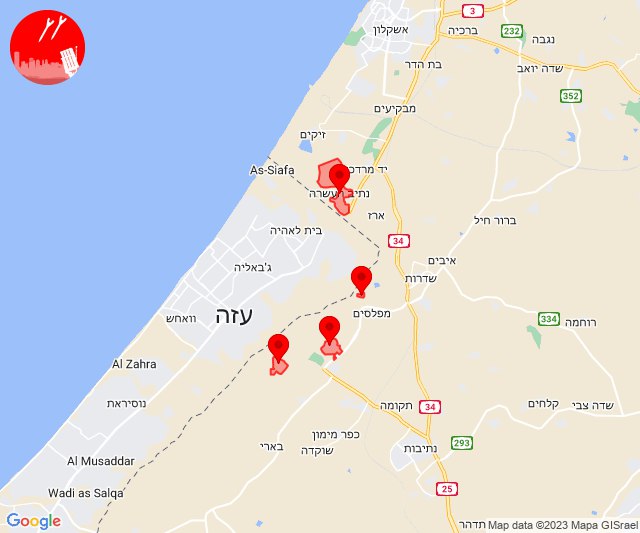 3
אשקלון
ברכיה
232
נגבה
בת הדר
שדה יואב
352
מבקיעים
זיקים
As-Siafa
יד מרדכי
נתיב העשרה
ארז
ברור חיל
בית לאהיה
34
איבים
ג'באליה
שדרות
עזה
וואחש
מפלסים
334
רוחמה
Al Zahra
נוסיראת
תקומה
34
קלחים
שדה צבי
כפר מימון
שוקדה
בארי
293
נתיבות
Al Musaddar
Wadi as Salqa
25
Google
תדהר
Map data ©2023 Mapa GISrael